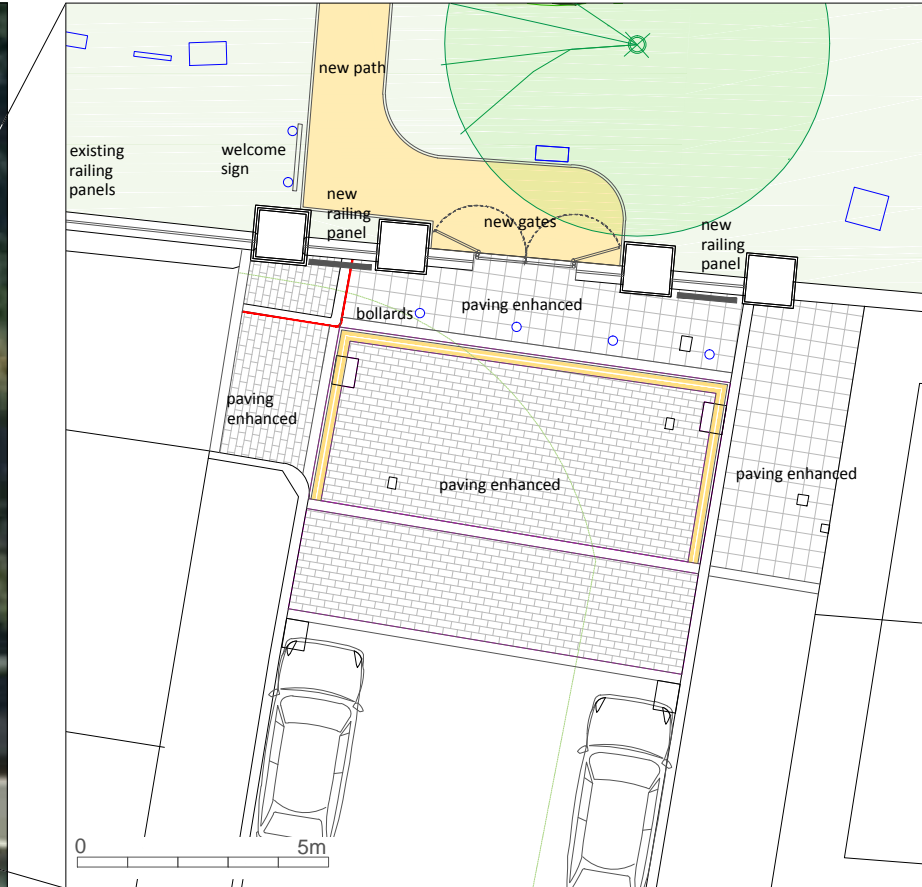 new path
existing
railing
panels
welcome
sign
new
railing
panel
new gates
new
railing
panel
bollards
paving enhanced
paving
enhanced
paving enhanced
paving enhanced
0
5m